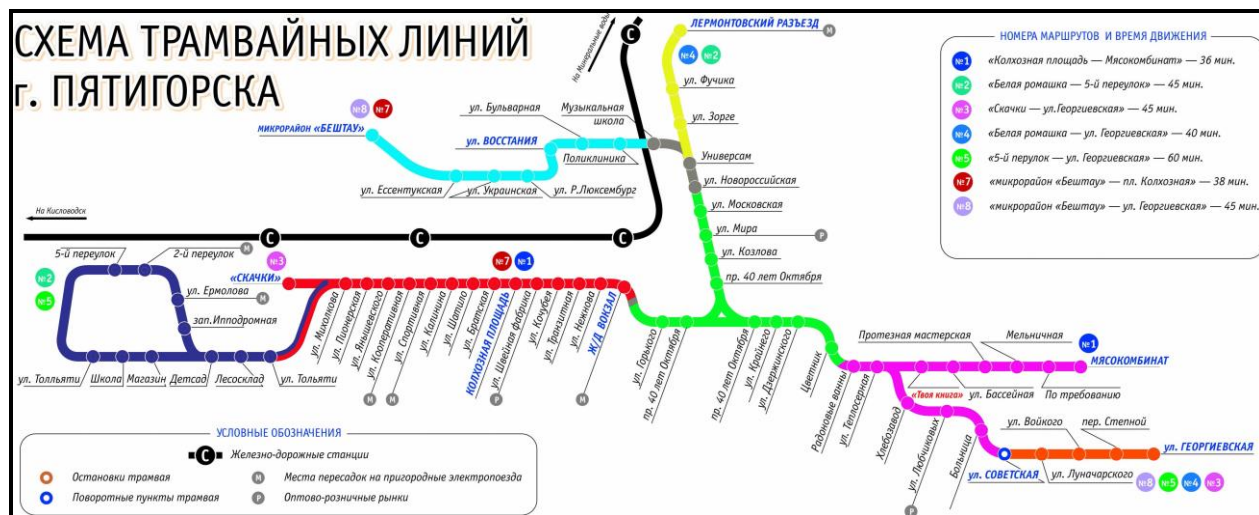 СХЕМА ТРАМВАЙНЫХ ЛИНИЙ
г. ПЯТИГОРСКА
На Минеральные воды
С
ЛЕРМОНТОВСКИЙ РАЗЪЕЗД
М
№4
№2
ул. Фучика
ул. Зорге
Универсам
ул. Новороссийская
ул. Московская
ул. Мира
Р
ул. Козлова
пр. 40 лет Октября
НОМЕРА МАРШРУТОВ И ВРЕМЯ ДВИЖЕНИЯ
№1 «Колхозная площадь — Мясокомбинат» — 36 мин.
№2 «Белая ромашка — 5-й переулок» — 45 мин.
№3 «Скачки — ул.Георгиевская» — 45 мин.
№4 «Белая ромашка — ул. Георгиевская» — 40 мин.
№5 «5-й перулок — ул. Георгиевская» — 60 мин.
№7 «микрорайон «Бештау» — пл. Колхозная» — 38 мин.
№8 «микрорайон «Бештау» — ул. Георгиевская» — 45 мин.
№8
№7
МИКРОРАЙОН «БЕШТАУ»
ул. Ессентукская
ул. Украинская
ул. Р.Люксембург
ул. ВОССТАНИЯ
ул. Бульварная
Поликлиника
Музыкальная
школа
На Кисловодск
С
С
С
5-й переулок
2-й переулок
М
№2
№5
ул. Ермолова
М
зап.Ипподромная
ул. Толльяти
Школа
Магазин
Детсад
Лесосклад
ул. Тольяти
№3
«СКАЧКИ»
ул. Михолкова
ул. Пионерская
ул. Янышевского
М
ул. Кооперативная
М
ул. Спортивная
ул. Калинина
ул. Шатило
ул. Братская
№7
№1
КОЛХОЗНАЯ ПЛОЩАДЬ
Р
ул. Швейная фабрика
ул. Кочубея
ул. Транзитная
ул. Нежнова
М
Ж/Д ВОКЗАЛ
ул. Горького
пр. 40 лет Октября
пр. 40 лет Октября
ул. Крайнего
ул. Дзержинского
Цветник
Радоновые ванны
ул. Теплосерная
Протезная мастерская
Мельничная
№1
МЯСОКОМБИНАТ
«Твоя книга»
ул. Бассейная
По требованию
Хлебозавод
ул. Любчиковых
Р
Больница
ул. СОВЕТСКАЯ
ул. Войкого
пер. Степной
ул. ГЕОРГИЕВСКАЯ
ул. Луначарского
№8
№5
№4
№3
УСЛОВНЫЕ ОБОЗНАЧЕНИЯ
С Железно-дорожные станции
Остановки трамвая
М Места пересадок на пригородные электропоезда
Поворотные пункты трамвая
Р Оптово-розничные рынки